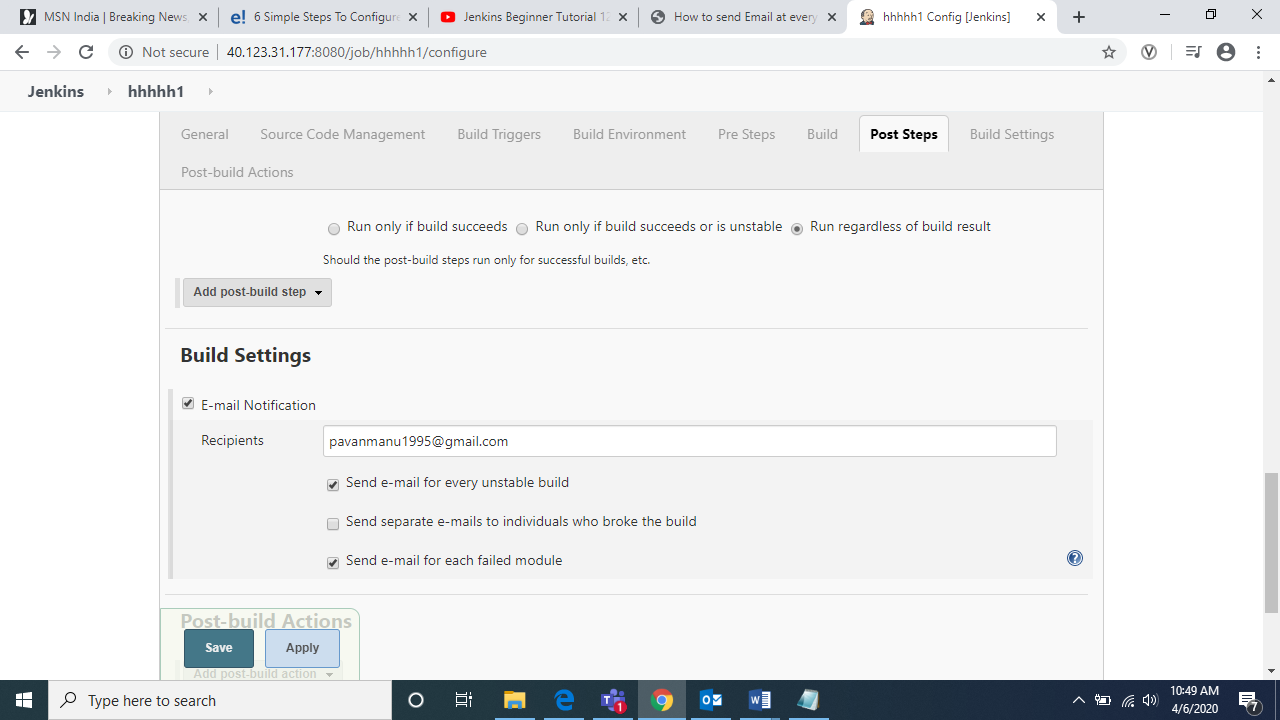 MSN India | Breaking News,
6 Simple Steps To Configure
Jenkins Beginner Tutorial 12
How to send Email at every
hhhhh1 Config [Jenkins]
Not secure | 40.123.31.177:8080/job/hhhhh1/configure
Jenkins
hhhhh1
General
Source Code Management
Build Triggers
Build Environment
Pre Steps
Build
Post Steps
Build Settings
Post-build Actions
Run only if build succeeds
Run only if build succeeds or is unstable
Run regardless of build result
Should the post-build steps run only for successful builds, etc.
Add post-build step
Build Settings
E-mail Notification
Recipients
pavanmanu1995@gmail.com
Send e-mail for every unstable build
Send separate e-mails to individuals who broke the build
Send e-mail for each failed module
Post-build Actions
Save
Apply
Add post-build action
Type here to search
10:49 AM
4/6/2020